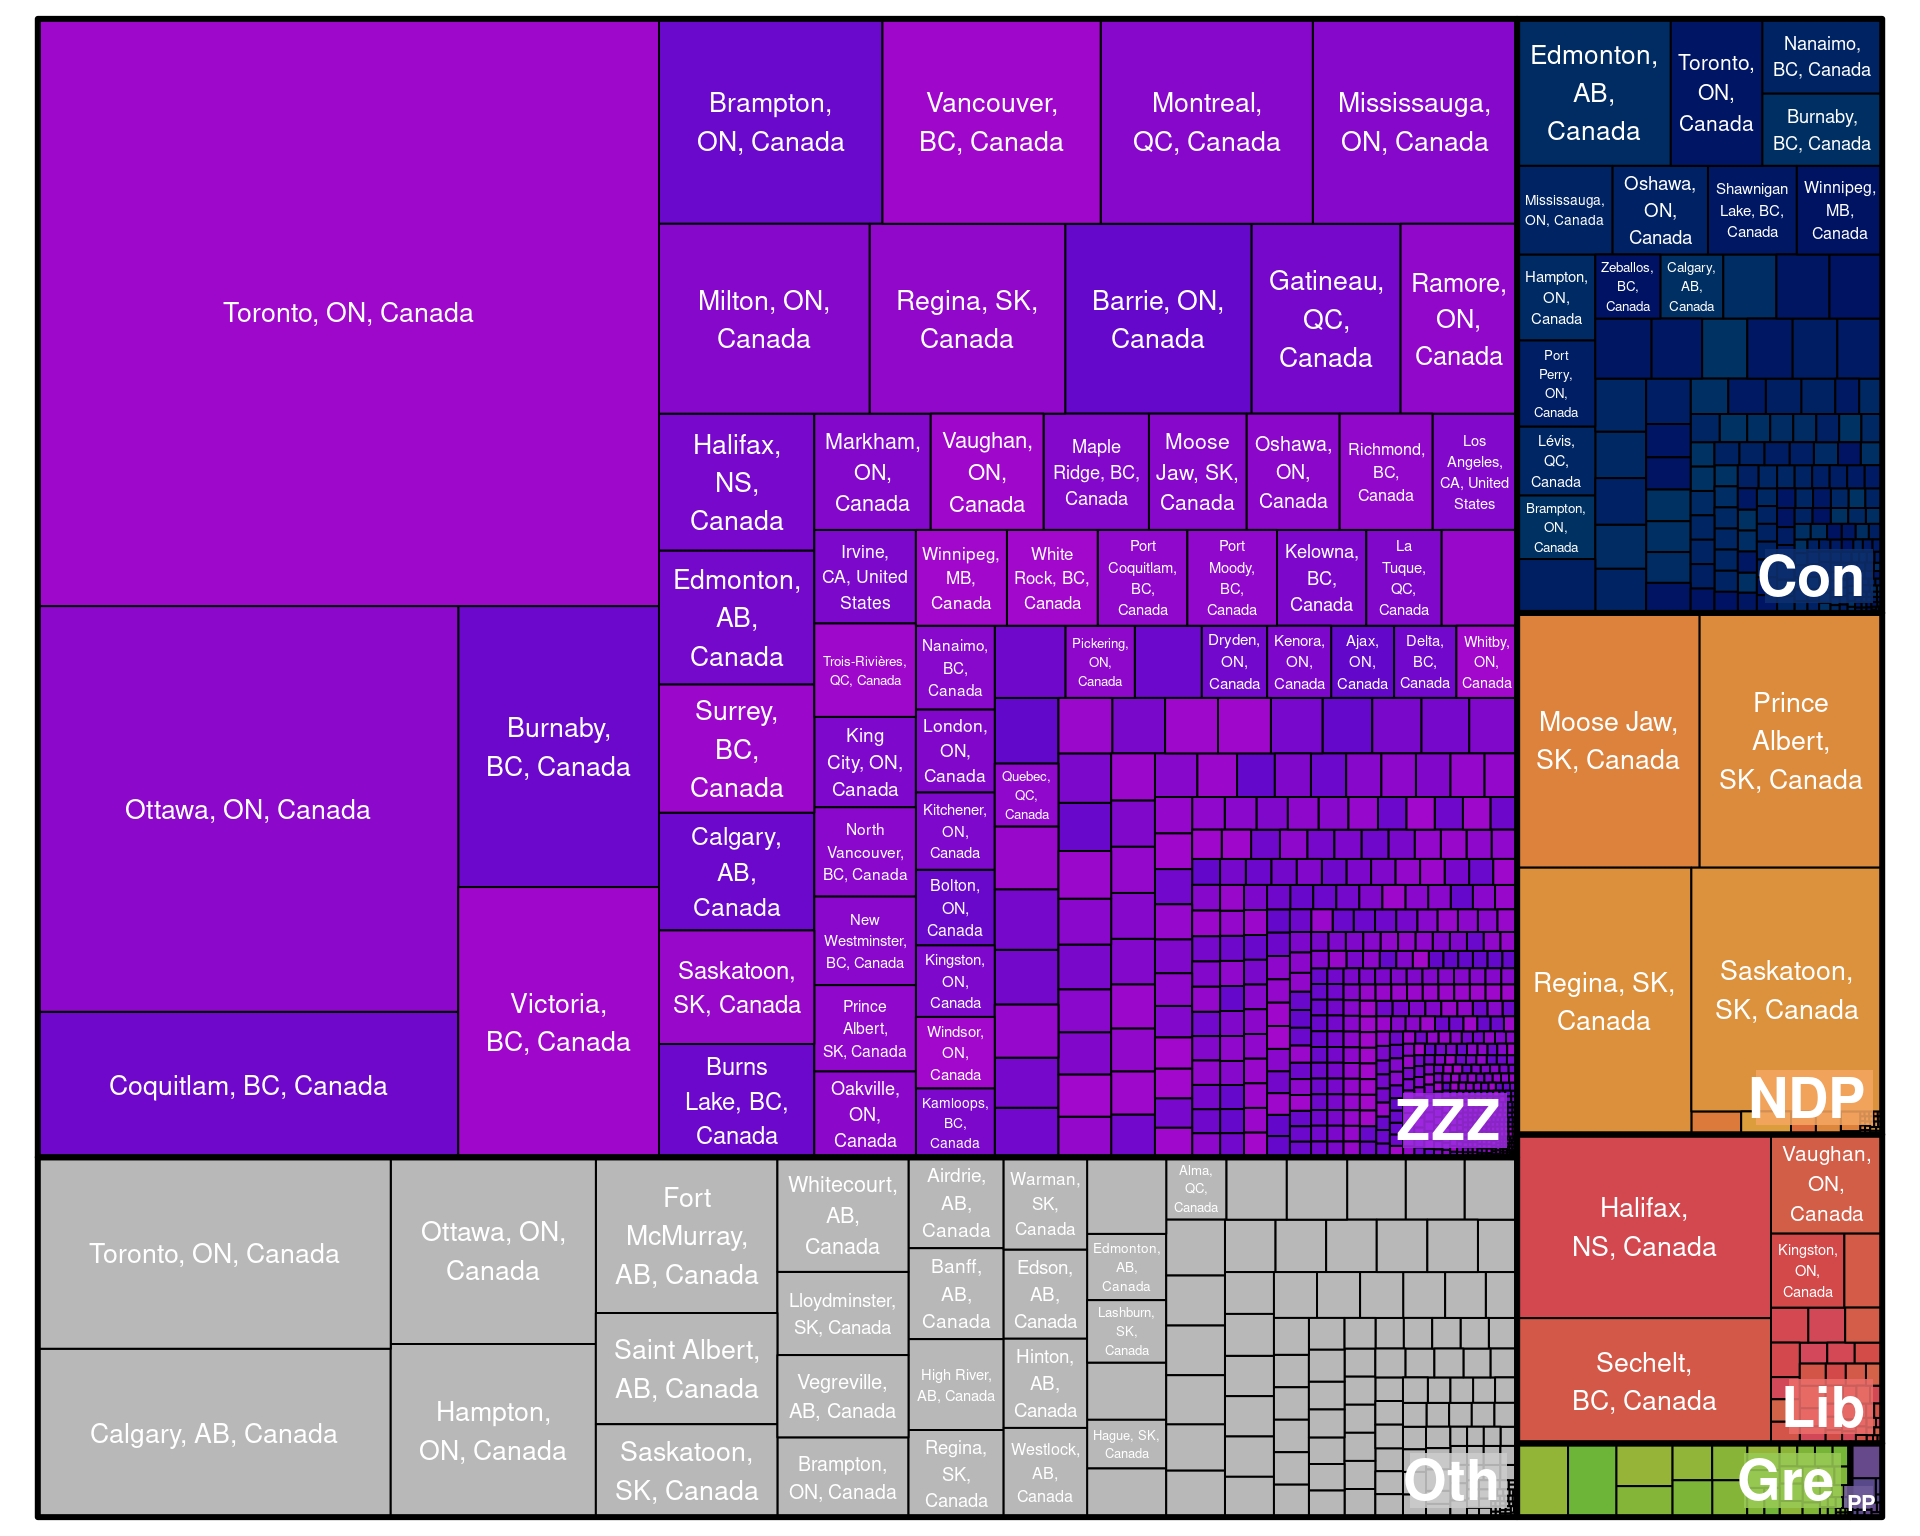 Toronto, ON, Canada
Ottawa, ON, Canada
Coquitlam, BC, Canada
Burnaby,
BC, Canada
Victoria,
BC, Canada
Brampton,
ON, Canada
Vancouver,
BC, Canada
Montreal,
QC, Canada
Mississauga,
ON, Canada
Milton, ON,
Canada
Regina, SK,
Canada
Barrie, ON,
Canada
Gatineau,
QC,
Canada
Ramore,
ON,
Canada
Halifax,
NS,
Canada
Edmonton,
AB,
Canada
Surrey,
BC,
Canada
Calgary,
AB,
Canada
Saskatoon,
SK, Canada
Burns
Lake, BC,
Canada
Markham,
ON,
Canada
Vaughan,
ON,
Canada
Maple
Ridge, BC,
Canada
Moose
Jaw, SK,
Canada
Oshawa,
ON,
Canada
Richmond,
BC,
Canada
Los
Angeles,
CA, United
States
Irvine,
CA, United
States
Trois-Rivières,
QC, Canada
King
City, ON,
Canada
North
Vancouver,
BC, Canada
New
Westminster,
BC, Canada
Prince
Albert,
SK, Canada
Oakville,
ON,
Canada
Winnipeg,
MB,
Canada
White
Rock, BC,
Canada
Port
Coquitlam,
BC,
Canada
Port
Moody,
BC,
Canada
Kelowna,
BC,
Canada
La
Tuque,
QC,
Canada
Nanaimo,
BC,
Canada
London,
ON,
Canada
Kitchener,
ON,
Canada
Bolton,
ON,
Canada
Kingston,
ON,
Canada
Windsor,
ON,
Canada
Kamloops,
BC,
Canada
Pickering,
ON,
Canada
Dryden,
ON,
Canada
Kenora,
ON,
Canada
Ajax,
ON,
Canada
Delta,
BC,
Canada
Whitby,
ON,
Canada
Quebec,
QC,
Canada
ZZZ
Toronto, ON, Canada
Calgary, AB, Canada
Ottawa, ON,
Canada
Hampton,
ON, Canada
Fort
McMurray,
AB, Canada
Saint Albert,
AB, Canada
Saskatoon,
SK, Canada
Whitecourt,
AB,
Canada
Lloydminster,
SK, Canada
Vegreville,
AB, Canada
Brampton,
ON, Canada
Airdrie,
AB,
Canada
Banff,
AB,
Canada
High River,
AB, Canada
Regina,
SK,
Canada
Warman,
SK,
Canada
Edson,
AB,
Canada
Hinton,
AB,
Canada
Westlock,
AB,
Canada
Edmonton,
AB,
Canada
Lashburn,
SK,
Canada
Hague, SK,
Canada
Alma,
QC,
Canada
Oth
Edmonton,
AB,
Canada
Toronto,
ON,
Canada
Nanaimo,
BC, Canada
Burnaby,
BC, Canada
Mississauga,
ON, Canada
Oshawa,
ON,
Canada
Shawnigan
Lake, BC,
Canada
Winnipeg,
MB,
Canada
Hampton,
ON,
Canada
Port
Perry,
ON,
Canada
Lévis,
QC,
Canada
Brampton,
ON,
Canada
Zeballos,
BC,
Canada
Calgary,
AB,
Canada
Con
Moose Jaw,
SK, Canada
Prince
Albert,
SK, Canada
Regina, SK,
Canada
Saskatoon,
SK, Canada
NDP
Halifax,
NS, Canada
Sechelt,
BC, Canada
Vaughan,
ON,
Canada
Kingston,
ON,
Canada
Lib
Gre
PP